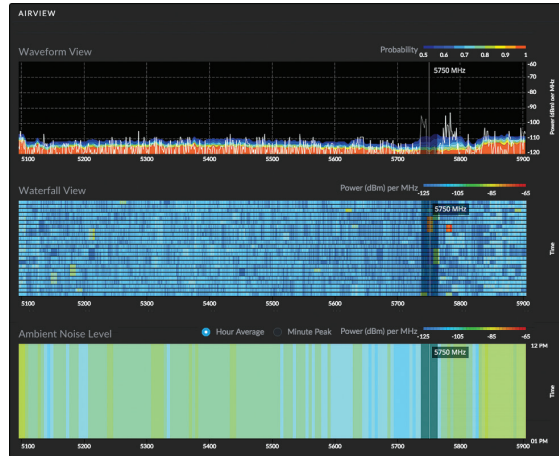 AIRVIEW
Waveform View
Probability
0.5 0.6 0.7 0.8 0.9 1
5750 MHz
-60
-70
-80
-90
-100
-110
-120
Power (dBm) per MHz
5100 5200 5300 5400 5500 5600 5700 5800 5900
Waterfall View
Power (dBm) per MHz
-125 -105 -85 -65
5750 MHz
Time
5100 5200 5300 5400 5500 5600 5700 5800 5900
Ambient Noise Level
Hour Average
Minute Peak
Power (dBm) per MHz
-125 -105 -85 -65
5750 MHz
12 PM
Time
01 PM
5100 5200 5300 5400 5500 5600 5700 5800 5900